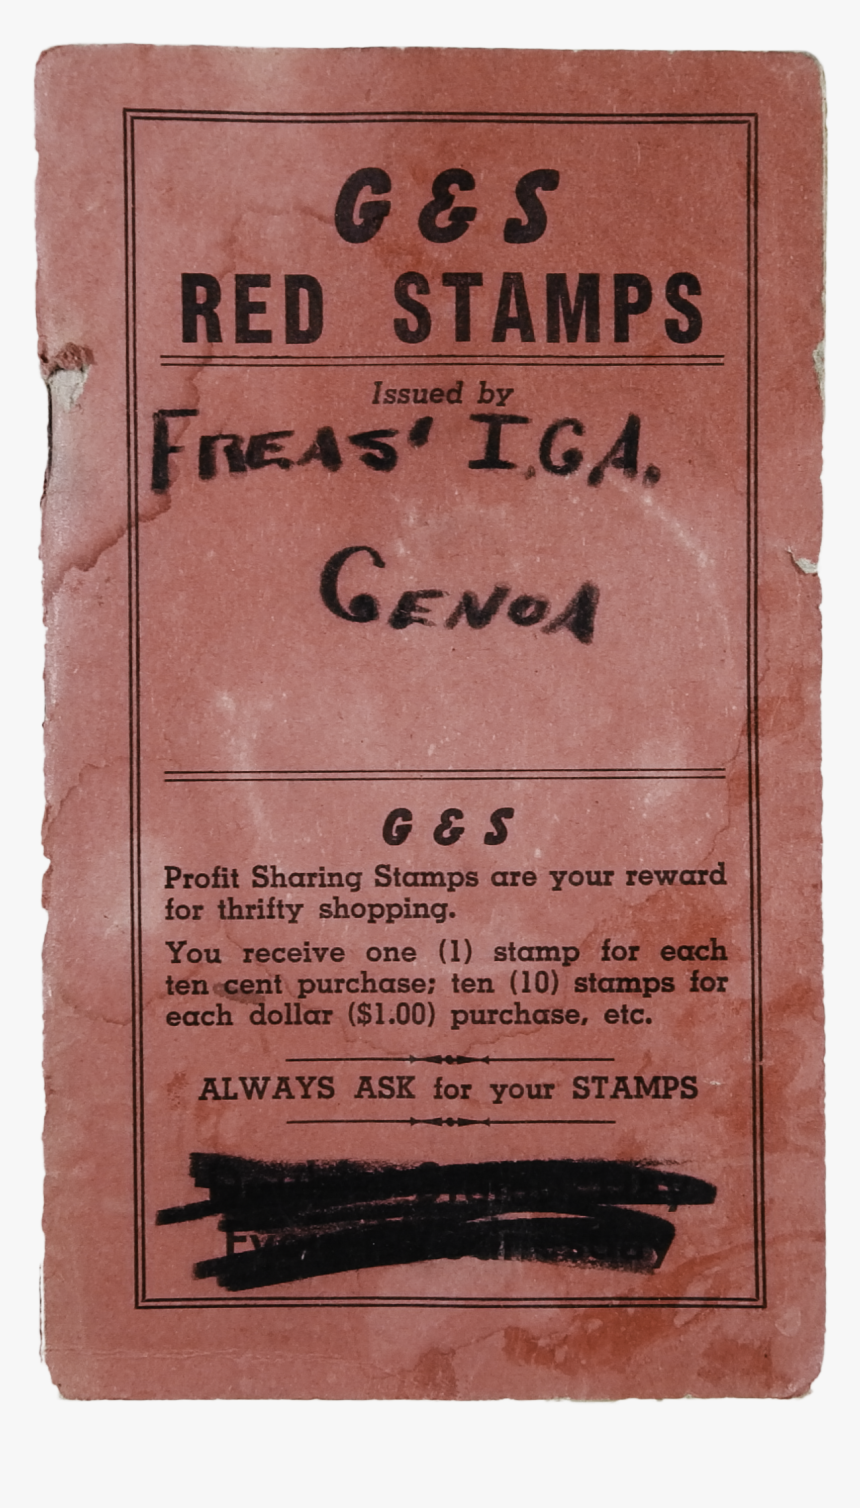 G & S
RED STAMPS
Issued by
FREAS' I.G.A.
GENOA
G & S
Profit Sharing Stamps are your reward
for thrifty shopping.
You receive one (1) stamp for each
ten cent purchase; ten (10) stamps for
each dollar ($1.00) purchase, etc.
ALWAYS ASK for your STAMPS